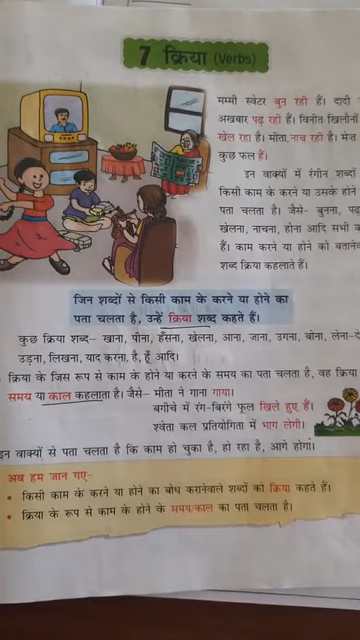 7 क्रिया (Verbs)
मम्मी स्वेटर बुन रही हैं। दादी
अखबार पढ़ रही हैं। विनीत खिलौनों
खेल रहा है। मीता नाच रही है। मेज़
कुछ फल हैं।
इन वाक्यों में रंगीन शब्दों
किसी काम के करने या उसके होने
पता चलता है। जैसे- बुनना, पढ़
खेलना, नाचना, होना आदि सभी
हैं। काम करने या होने को
शब्द क्रिया कहलाते हैं।
जिन शब्दों से किसी काम के करने या होने का
पता चलता है, उन्हें क्रिया शब्द कहते हैं।
कुछ क्रिया शब्द- खाना, पीना, हँसना, खेलना, आना, जाना, उगना, बोना, लेना-दे
उड़ना, लिखना, याद करना, है, हूँ आदि।
क्रिया के जिस रूप से काम के होने या करने के समय का पता चलता है, वह क्रिया
समय या काल कहलाता है। जैसे- मीता ने गाना गाया।
बगीचे में रंग-बिरंगे फूल खिले हुए हैं।
श्वेता कल प्रतियोगिता में भाग लेगी।
इन वाक्यों से पता चलता है कि काम हो चुका है, हो रहा है, आगे होगा।
अब हम जान गए-
• किसी काम के करने या होने का बोध करानेवाले शब्दों को क्रिया कहते हैं।
• क्रिया के रूप से काम के होने के समय/काल का पता चलता है।